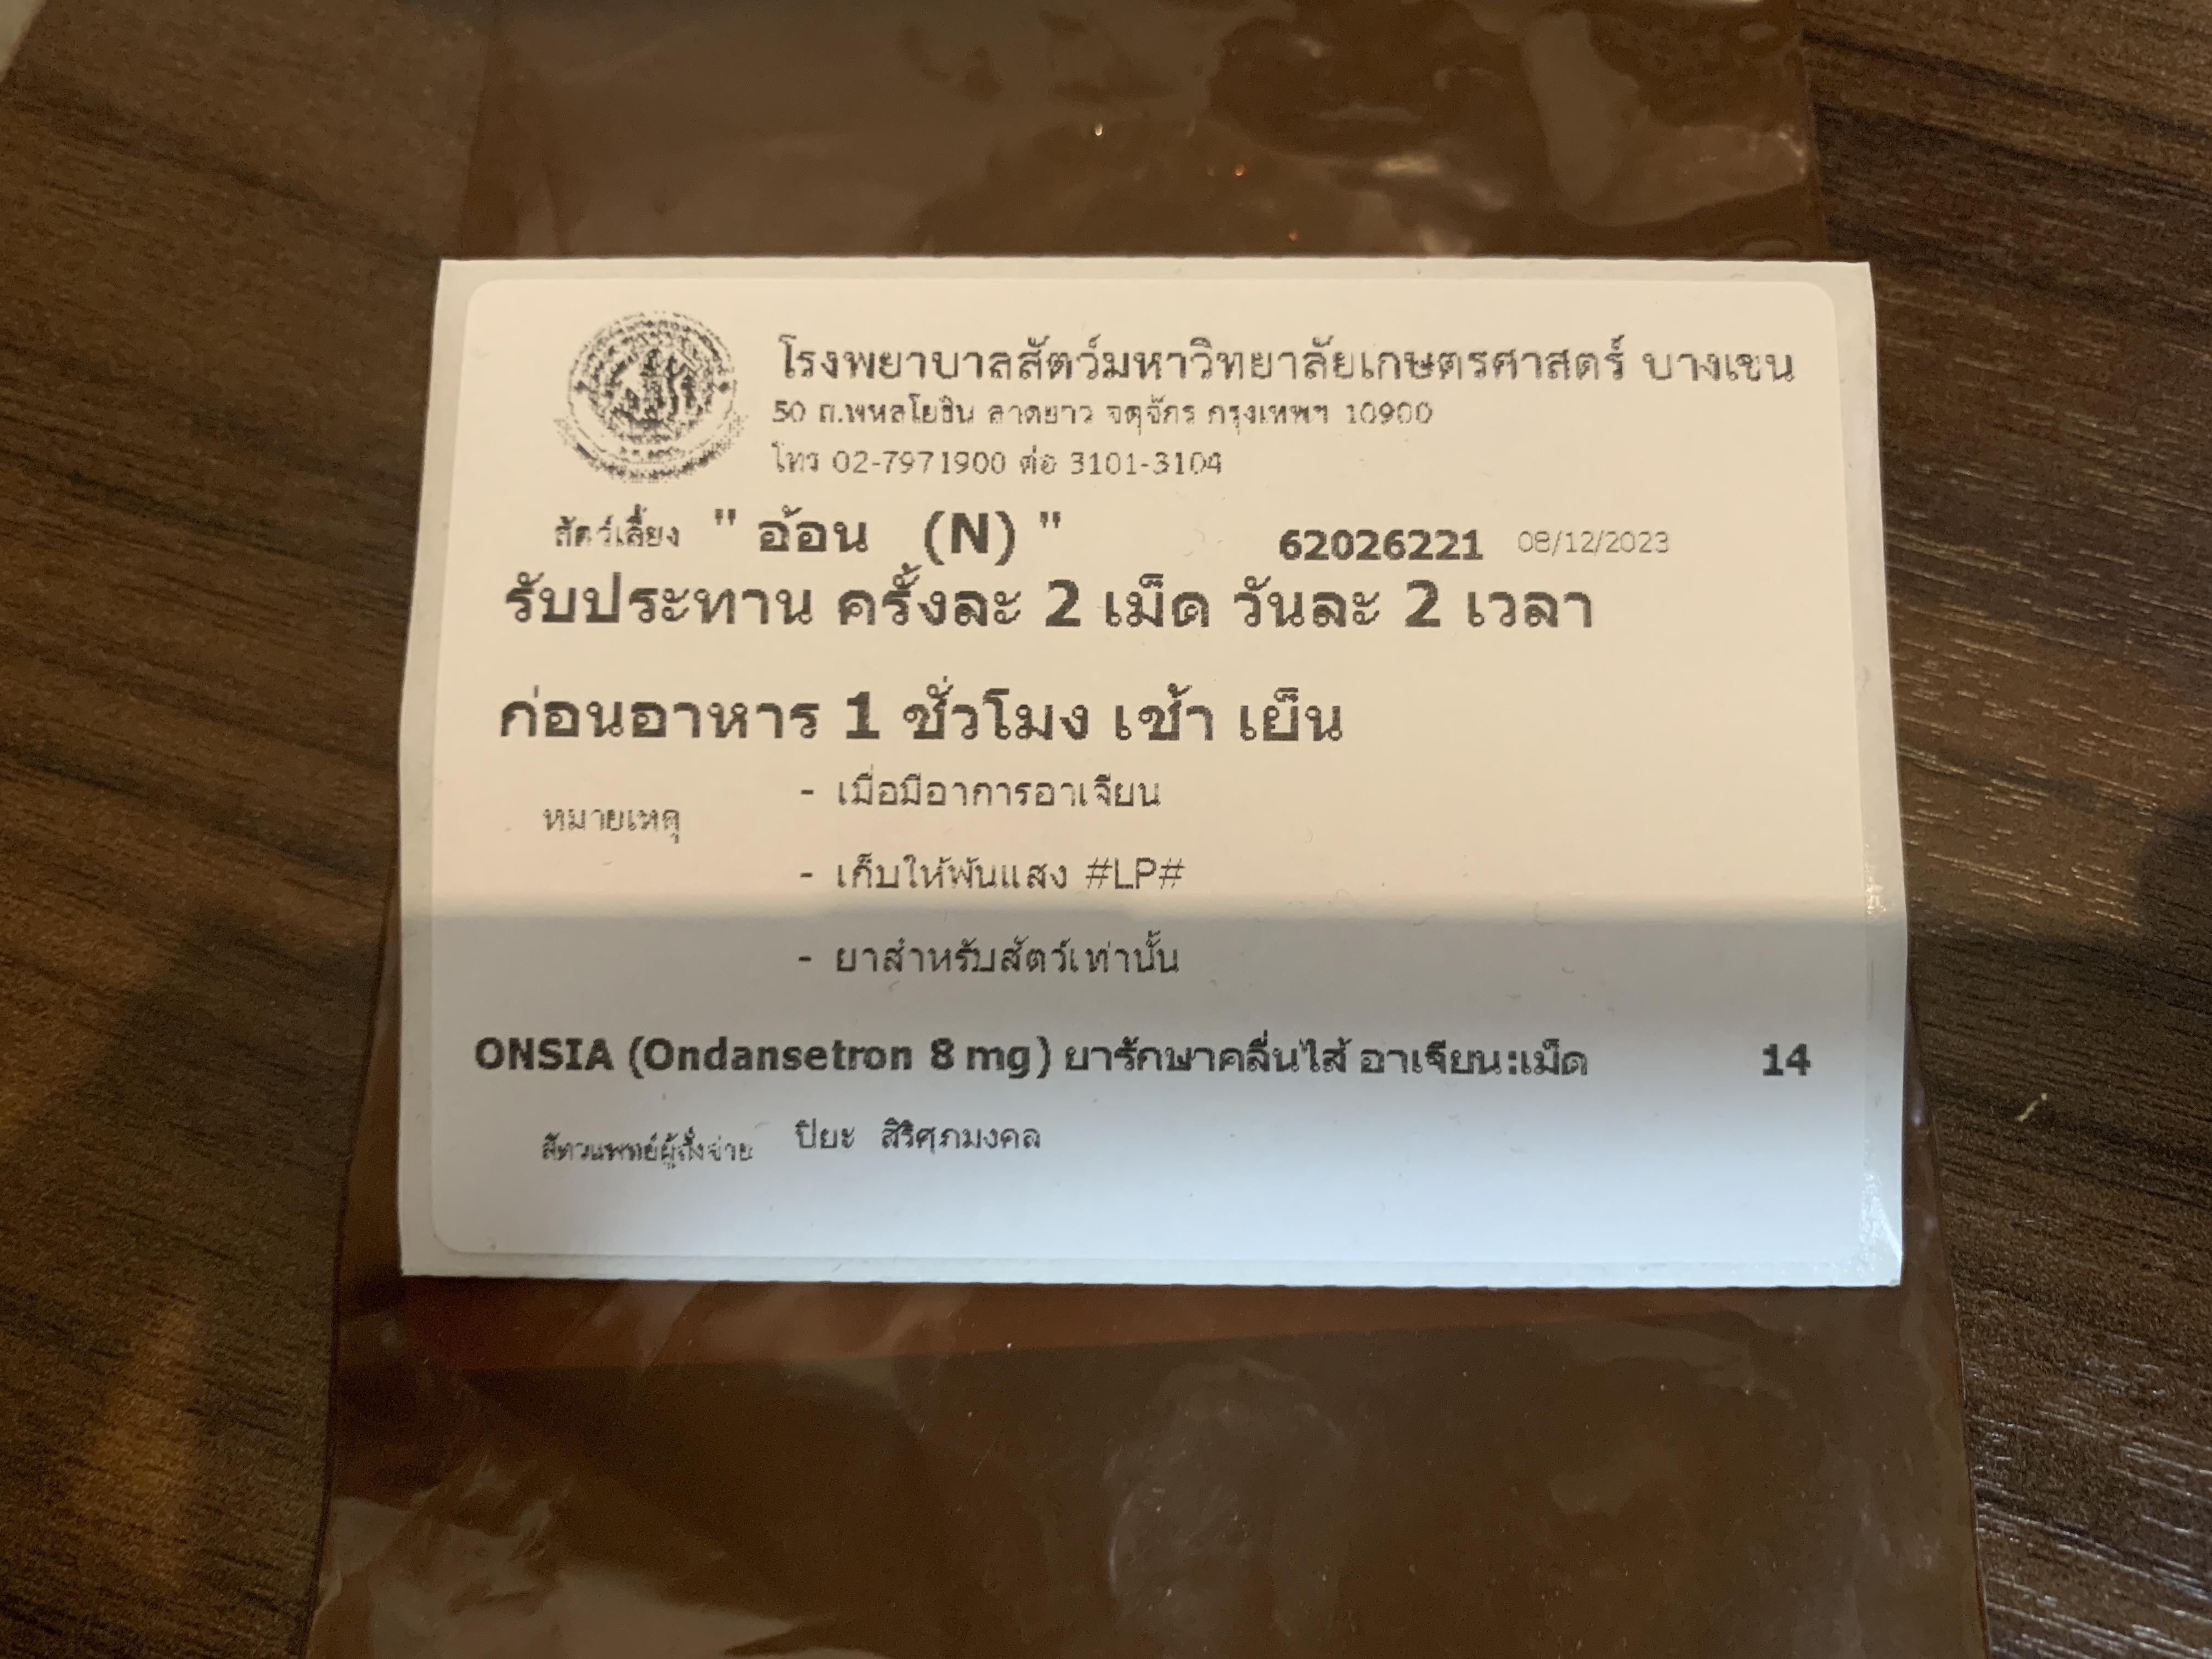 โรงพยาบาลสัตว์มหาวิทยาลัยเกษตรศาสตร์ บางเขน
50 ถ.พหลโยธิน ลาดยาว จตุจักร กรุงเทพฯ 10900
โทร 02-7971900 ต่อ 3101-3104
สัตว์เลี้ยง " อ้อน (N) " 62026221 08/12/2023
รับประทาน ครั้งละ 2 เม็ด วันละ 2 เวลา
ก่อนอาหาร 1 ชั่วโมง เช้า เย็น
หมายเหตุ - เมื่อมีอาการอาเจียน
- เก็บให้พ้นแสง #LP#
- ยาสำหรับสัตว์เท่านั้น
ONSIA (Ondansetron 8 mg) ยารักษาคลื่นไส้ อาเจียน:เม็ด 14
สัตวแพทย์ผู้สั่งจ่าย ปิยะ สิริศุภมงคล